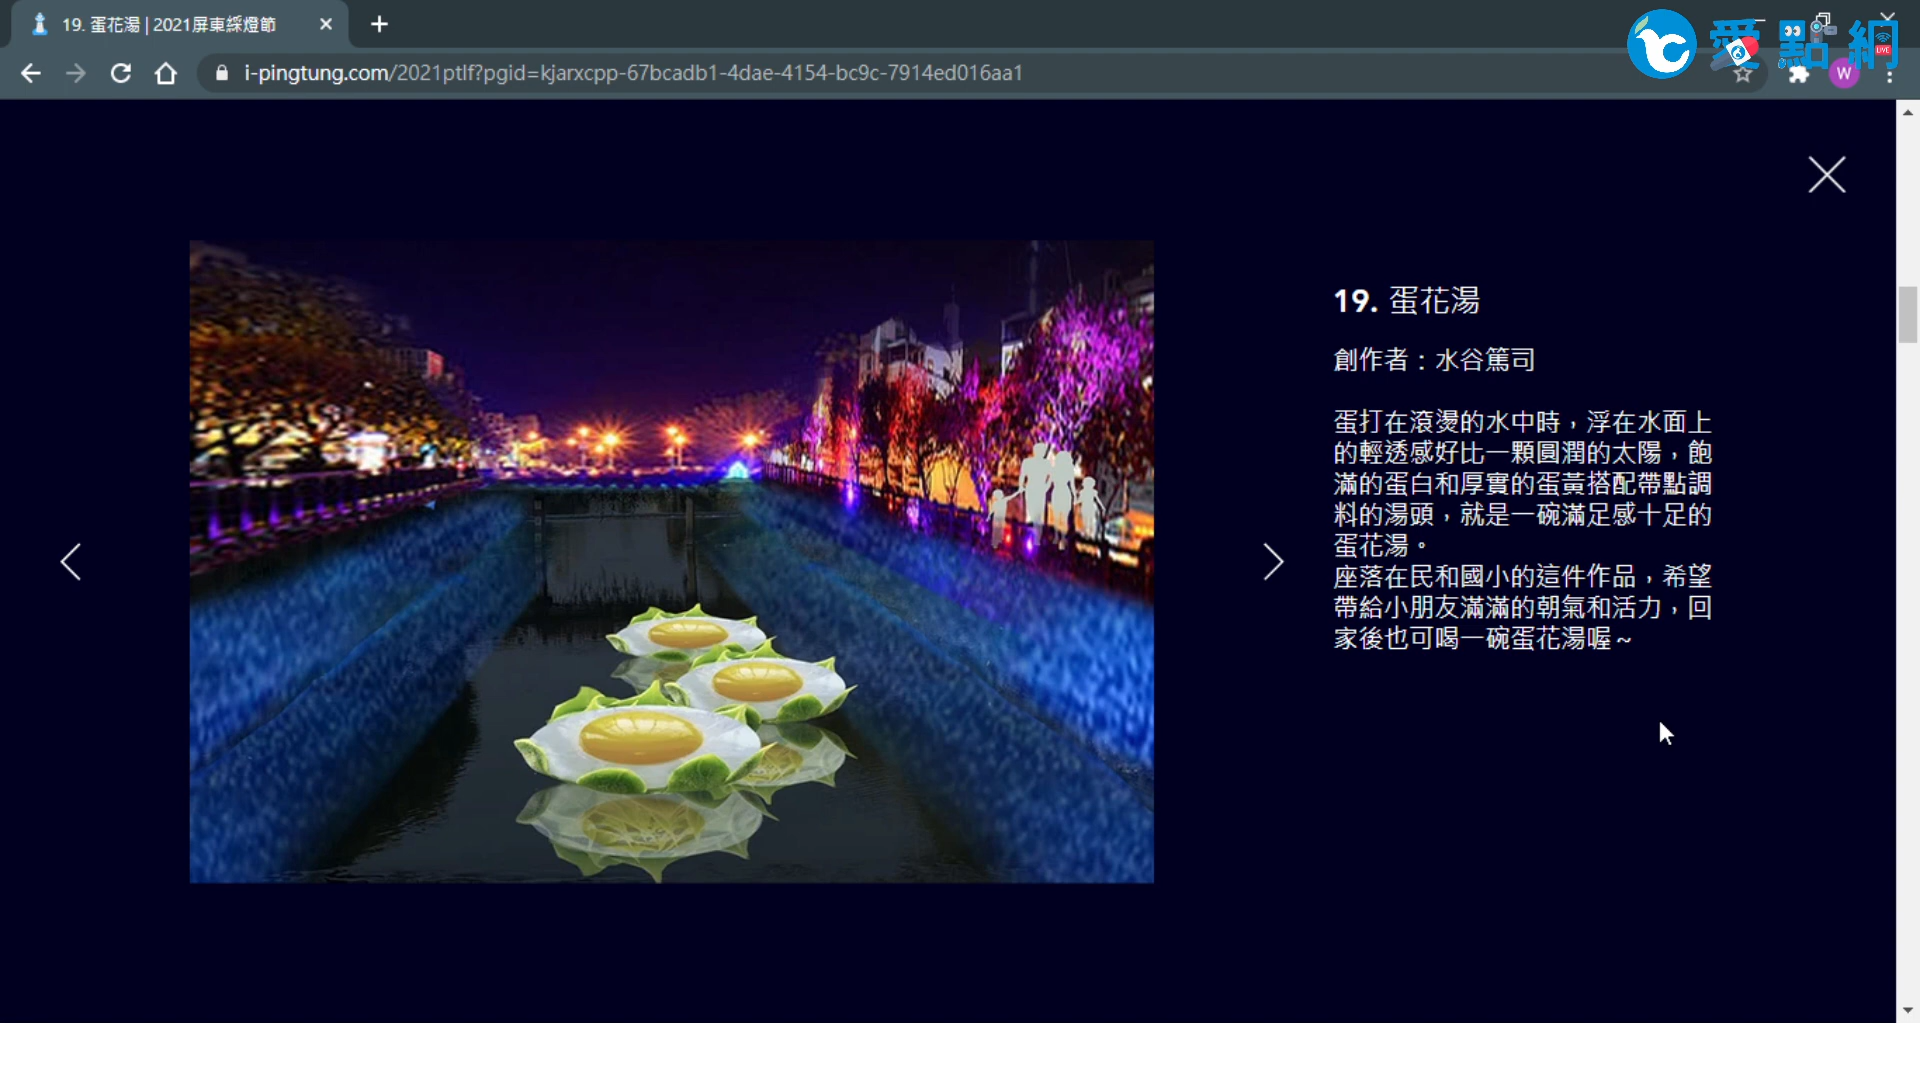 19. 蛋花湯 | 2021屏東綵燈節
i-pingtung.com/2021ptlf?pgid=kjarxcpp-67bcadb1-4dae-4154-bc9c-7914ed016aa1
愛點網
LIVE
W
19. 蛋花湯
創作者：水谷篤司
蛋打在滾燙的水中時，浮在水面上
的輕透感好比一顆圓潤的太陽，飽
滿的蛋白和厚實的蛋黃搭配帶點調
料的湯頭，就是一碗滿足感十足的
蛋花湯。
座落在民和國小的這件作品，希望
帶給小朋友滿滿的朝氣和活力，回
家後也可喝一碗蛋花湯喔~